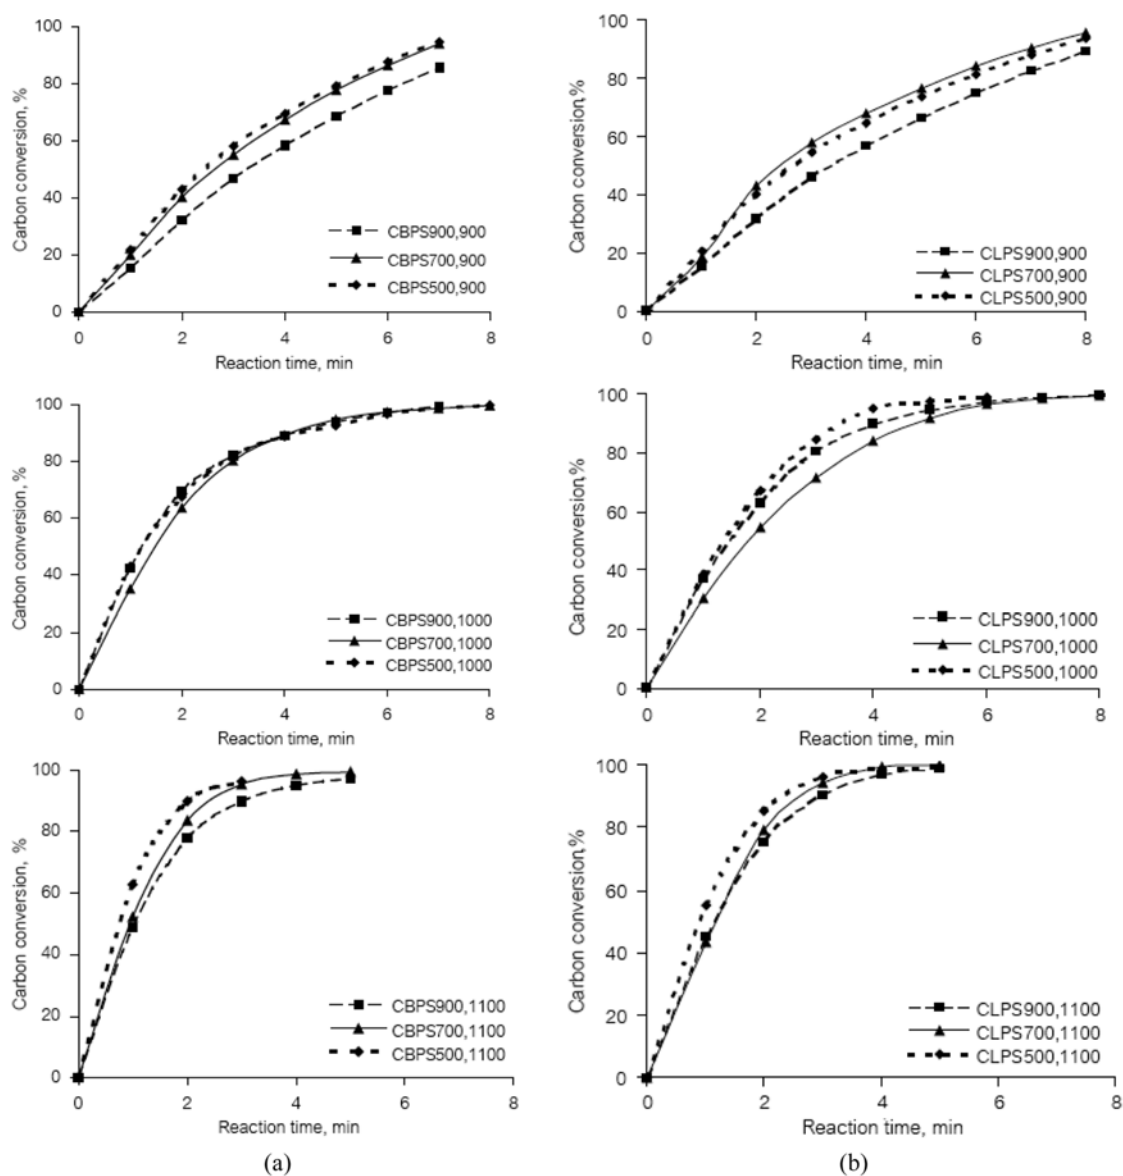 100
80
60
40
20
0
Carbon conversion, %
CBPS900,900
CBPS700,900
CBPS500,900
0 2 4 6 8
Reaction time, min
100
80
60
40
20
0
Carbon conversion,%
CLPS900,900
CLPS700,900
CLPS500,900
0 2 4 6 8
Reaction time, min
100
80
60
40
20
0
Carbon conversion, %
CBPS900,1000
CBPS700,1000
CBPS500,1000
0 2 4 6 8
Reaction time, min
100
80
60
40
20
0
Carbon conversion,%
CLPS900,1000
CLPS700,1000
CLPS500,1000
0 2 4 6 8
Reaction time, min
100
80
60
40
20
0
Carbon conversion, %
CBPS900,1100
CBPS700,1100
CBPS500,1100
0 2 4 6 8
Reaction time, min
100
80
60
40
20
0
Carbon conversion,%
CLPS900,1100
CLPS700,1100
CLPS500,1100
0 2 4 6 8
Reaction time, min
(a)
(b)